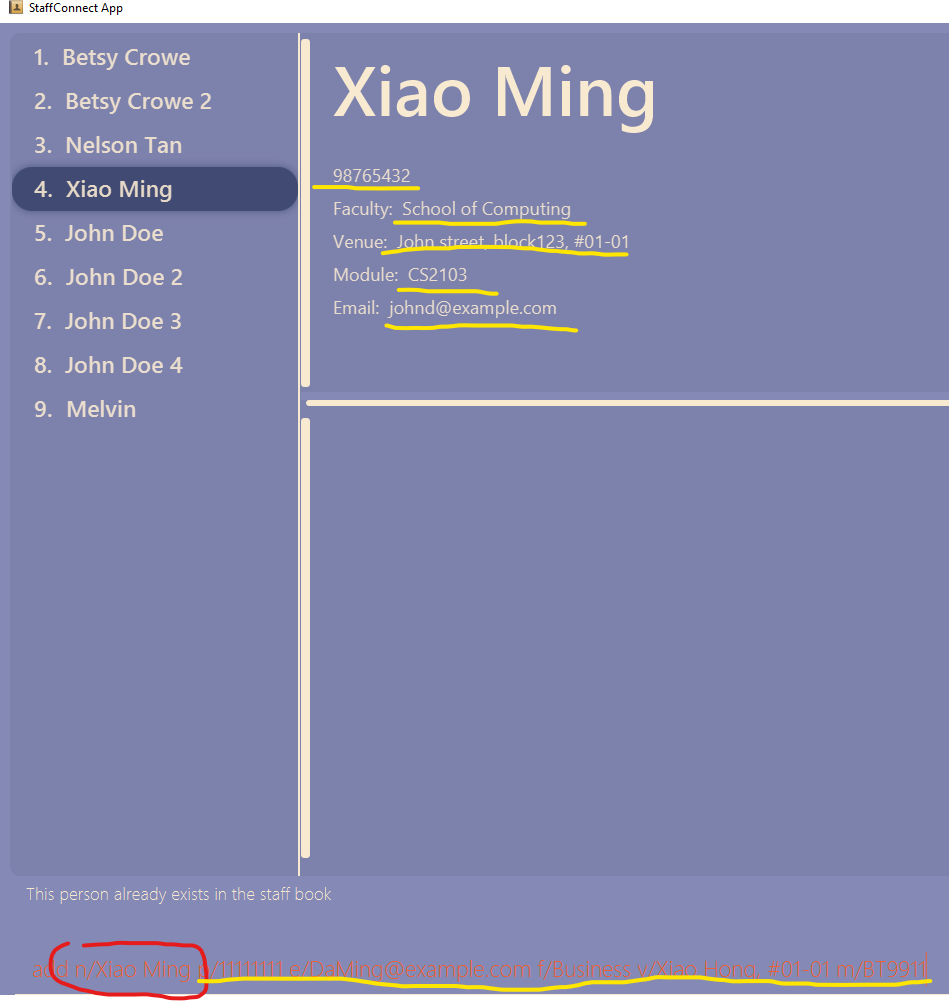 StaffConnect App
1. Betsy Crowe
2. Betsy Crowe 2
3. Nelson Tan
4. Xiao Ming
5. John Doe
6. John Doe 2
7. John Doe 3
8. John Doe 4
9. Melvin
Xiao Ming
98765432
Faculty: School of Computing
Venue: John street, block123, #01-01
Module: CS2103
Email: johnd@example.com
This person already exists in the staff book
add n/Xiao Ming p/11111111 e/DaMing@example.com f/Business v/Xiao Hong, #01-01 m/BT9911